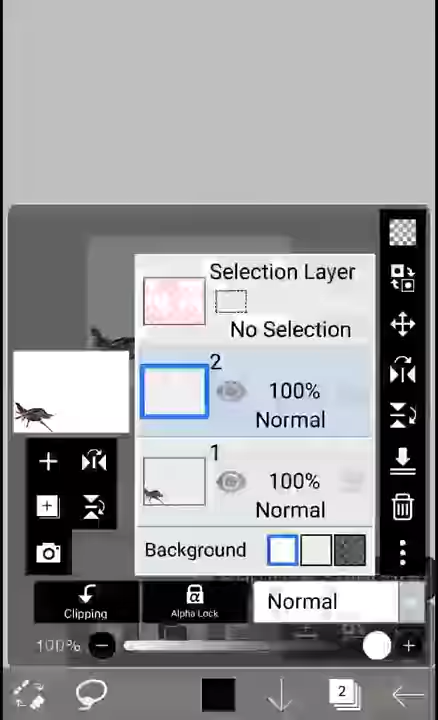 Selection Layer
No Selection
2
100%
Normal
1
100%
Normal
Background
Clipping
α
Alpha Lock
Normal
100%
2